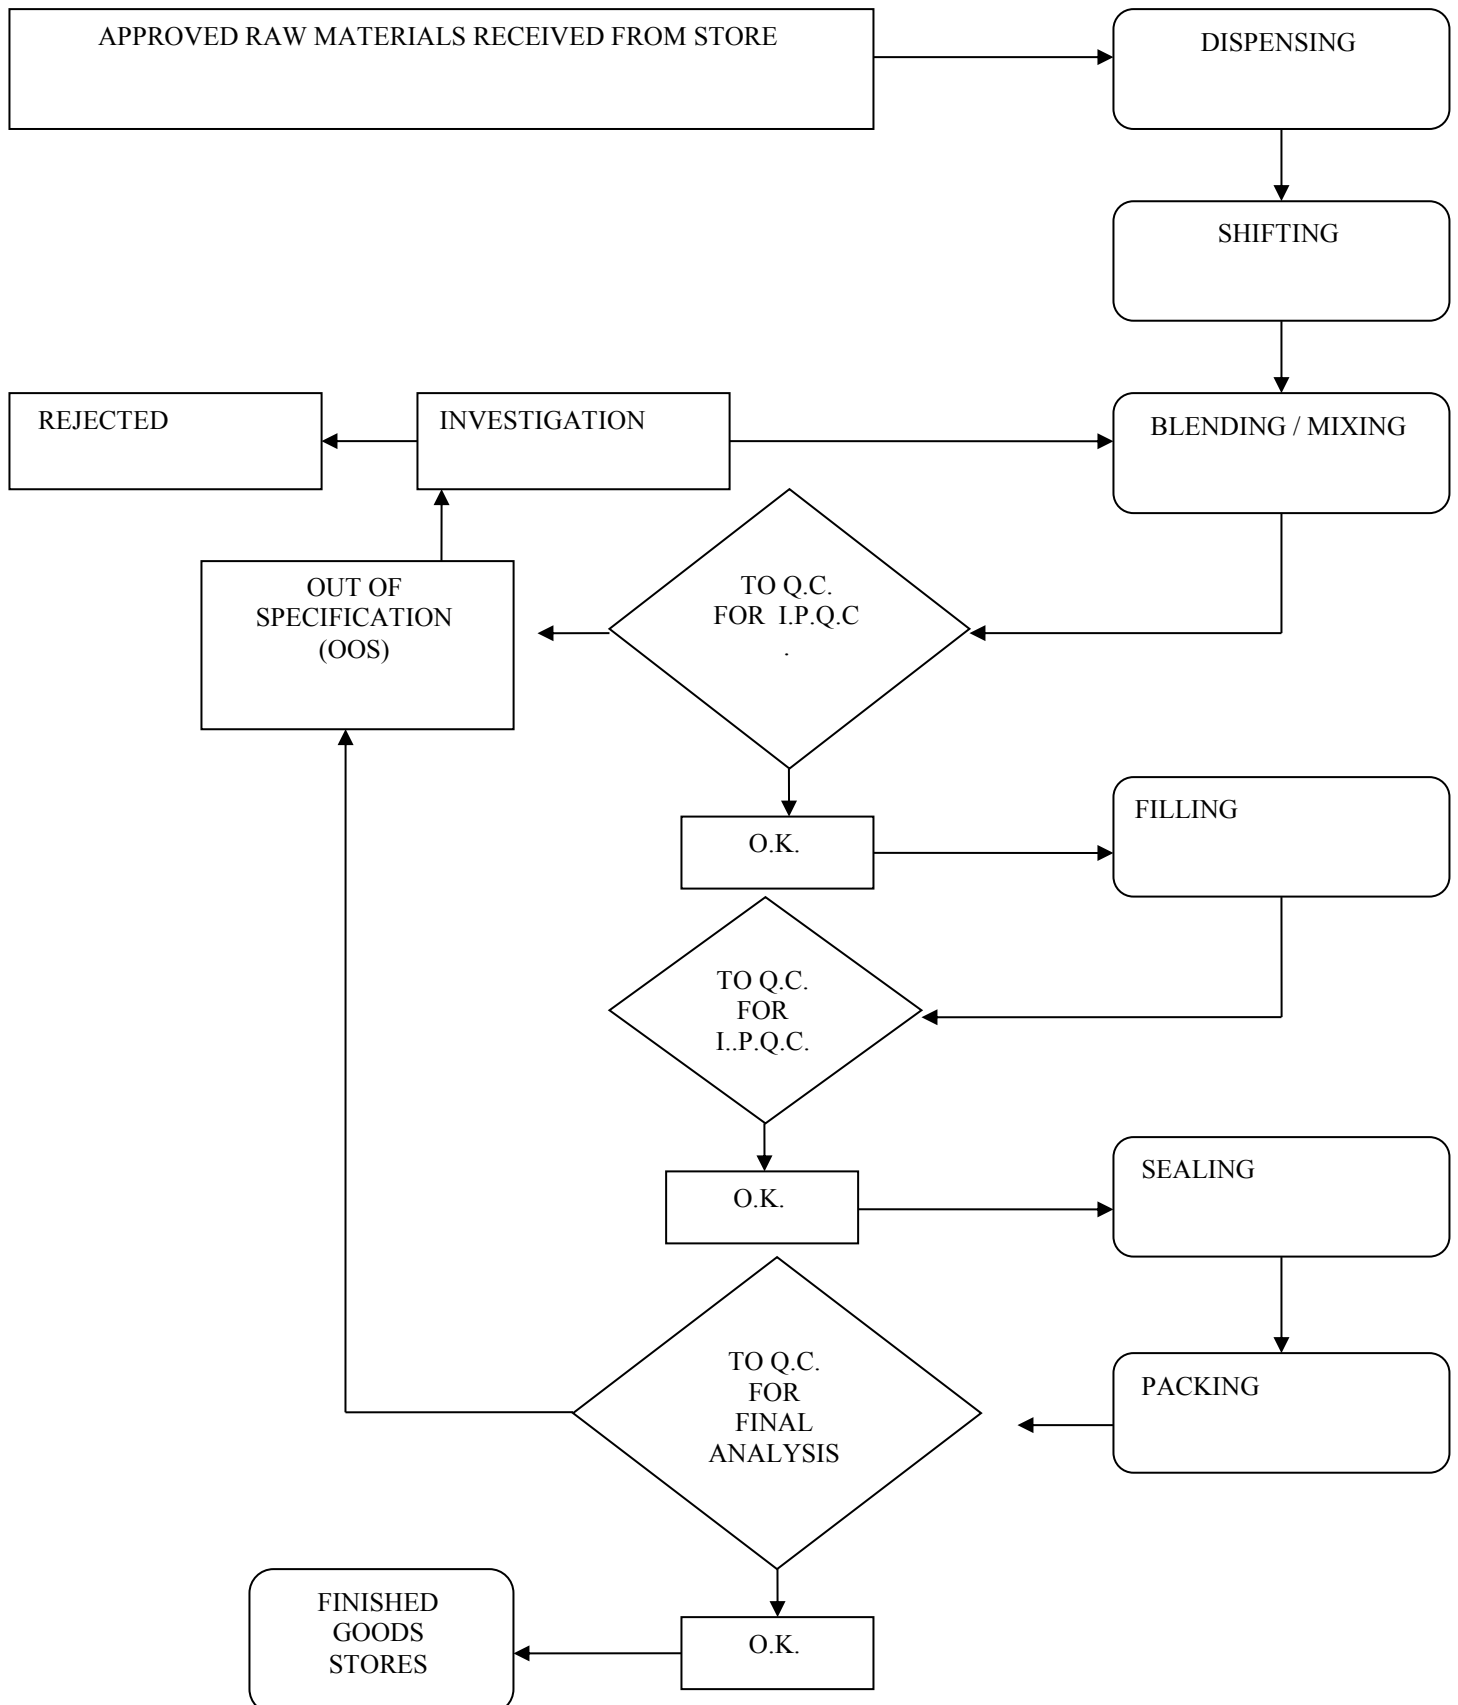 APPROVED RAW MATERIALS RECEIVED FROM STORE
DISPENSING
SHIFTING
REJECTED
INVESTIGATION
BLENDING / MIXING
OUT OF
SPECIFICATION
(OOS)
TO Q.C.
FOR I.P.Q.C
.
FILLING
O.K.
TO Q.C.
FOR
I..P.Q.C.
SEALING
O.K.
TO Q.C.
FOR
FINAL
ANALYSIS
PACKING
FINISHED
GOODS
STORES
O.K.